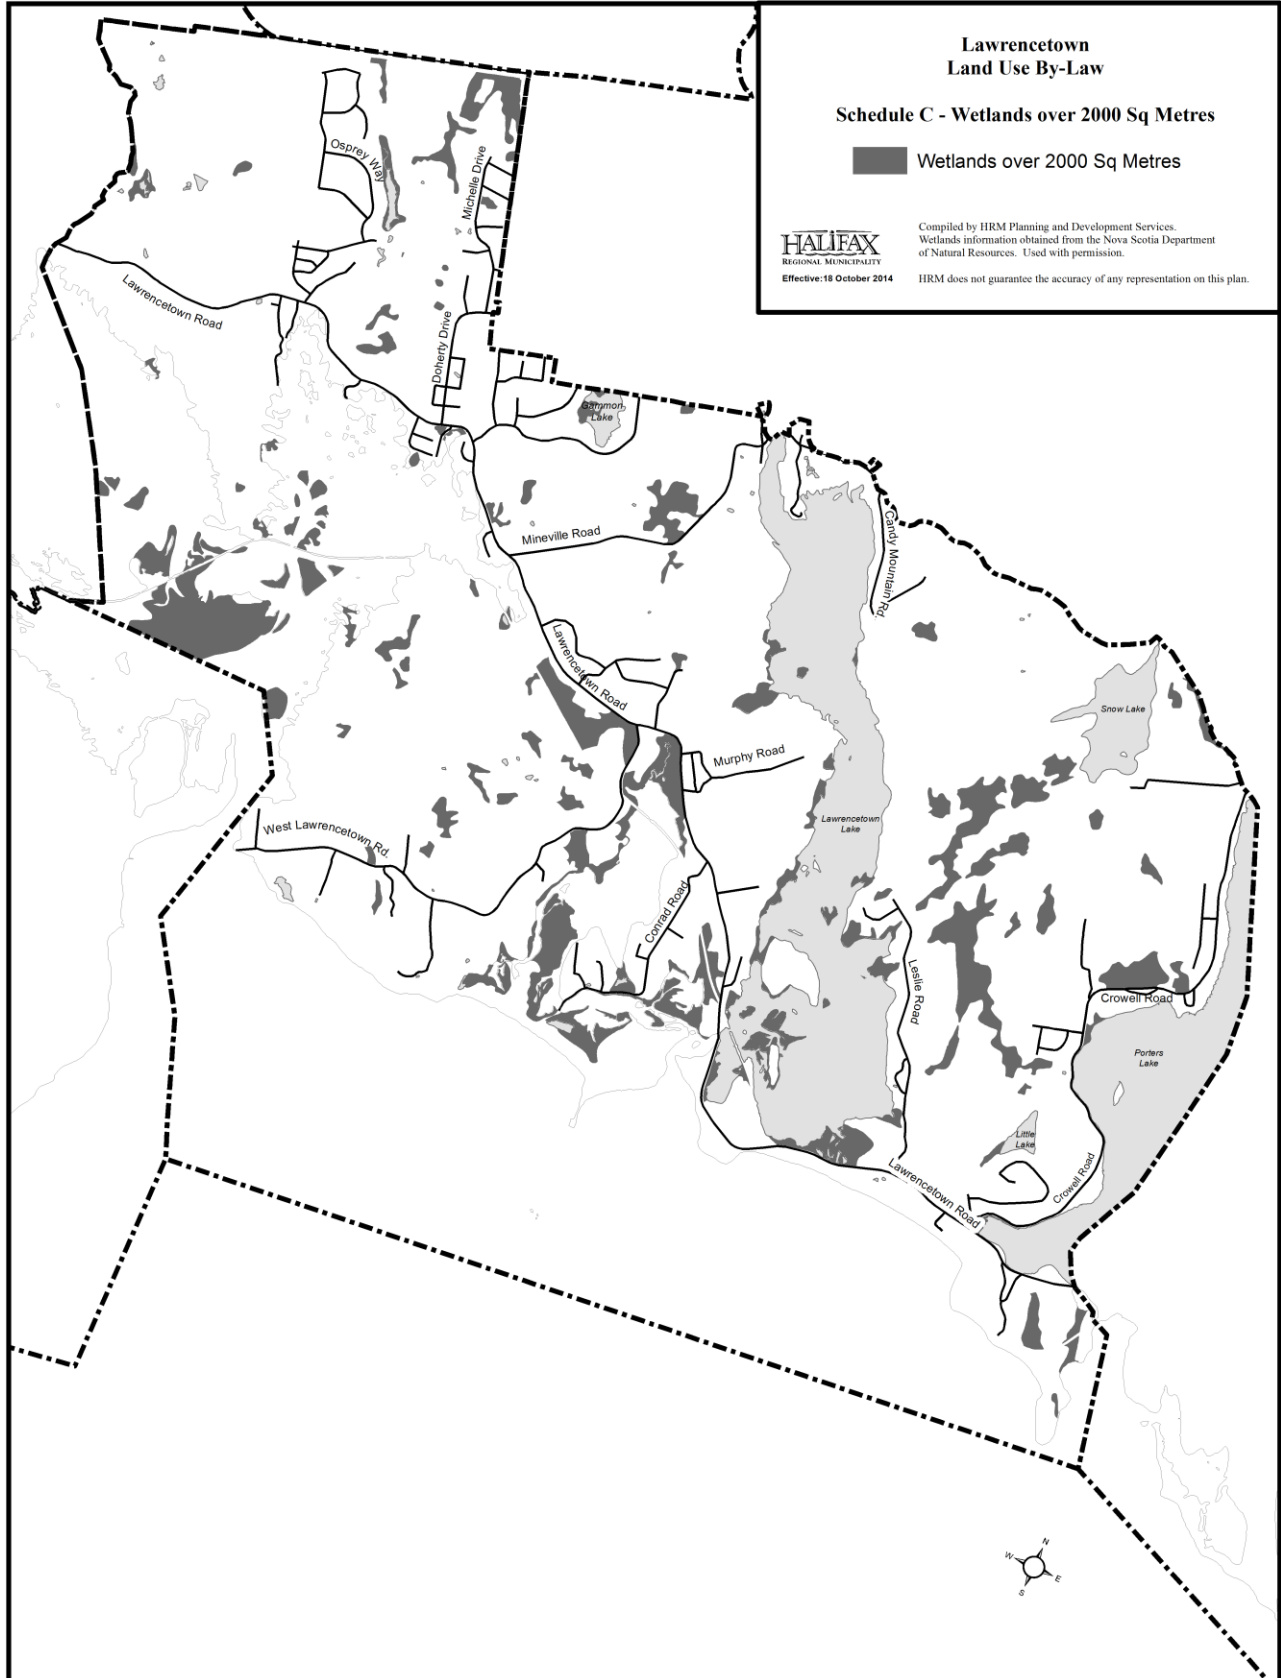 Lawrencetown
Land Use By-Law
Schedule C - Wetlands over 2000 Sq Metres
Wetlands over 2000 Sq Metres
HALIFAX
REGIONAL MUNICIPALITY
Compiled by HRM Planning and Development Services.
Wetlands information obtained from the Nova Scotia Department
of Natural Resources. Used with permission.
Effective:18 October 2014
HRM does not guarantee the accuracy of any representation on this plan.
Osprey Way
Michelle Drive
Lawrencetown Road
Doherty Drive
Gammon
Lake
Mineville Road
Candy Mountain Rd.
Lawrencetown Road
Snow Lake
Murphy Road
Lawrencetown
Lake
West Lawrencetown Rd.
Conrad Road
Leslie Road
Crowell Road
Porters
Lake
Little
Lake
Crowell Road
Lawrencetown Road
N
W
E
S